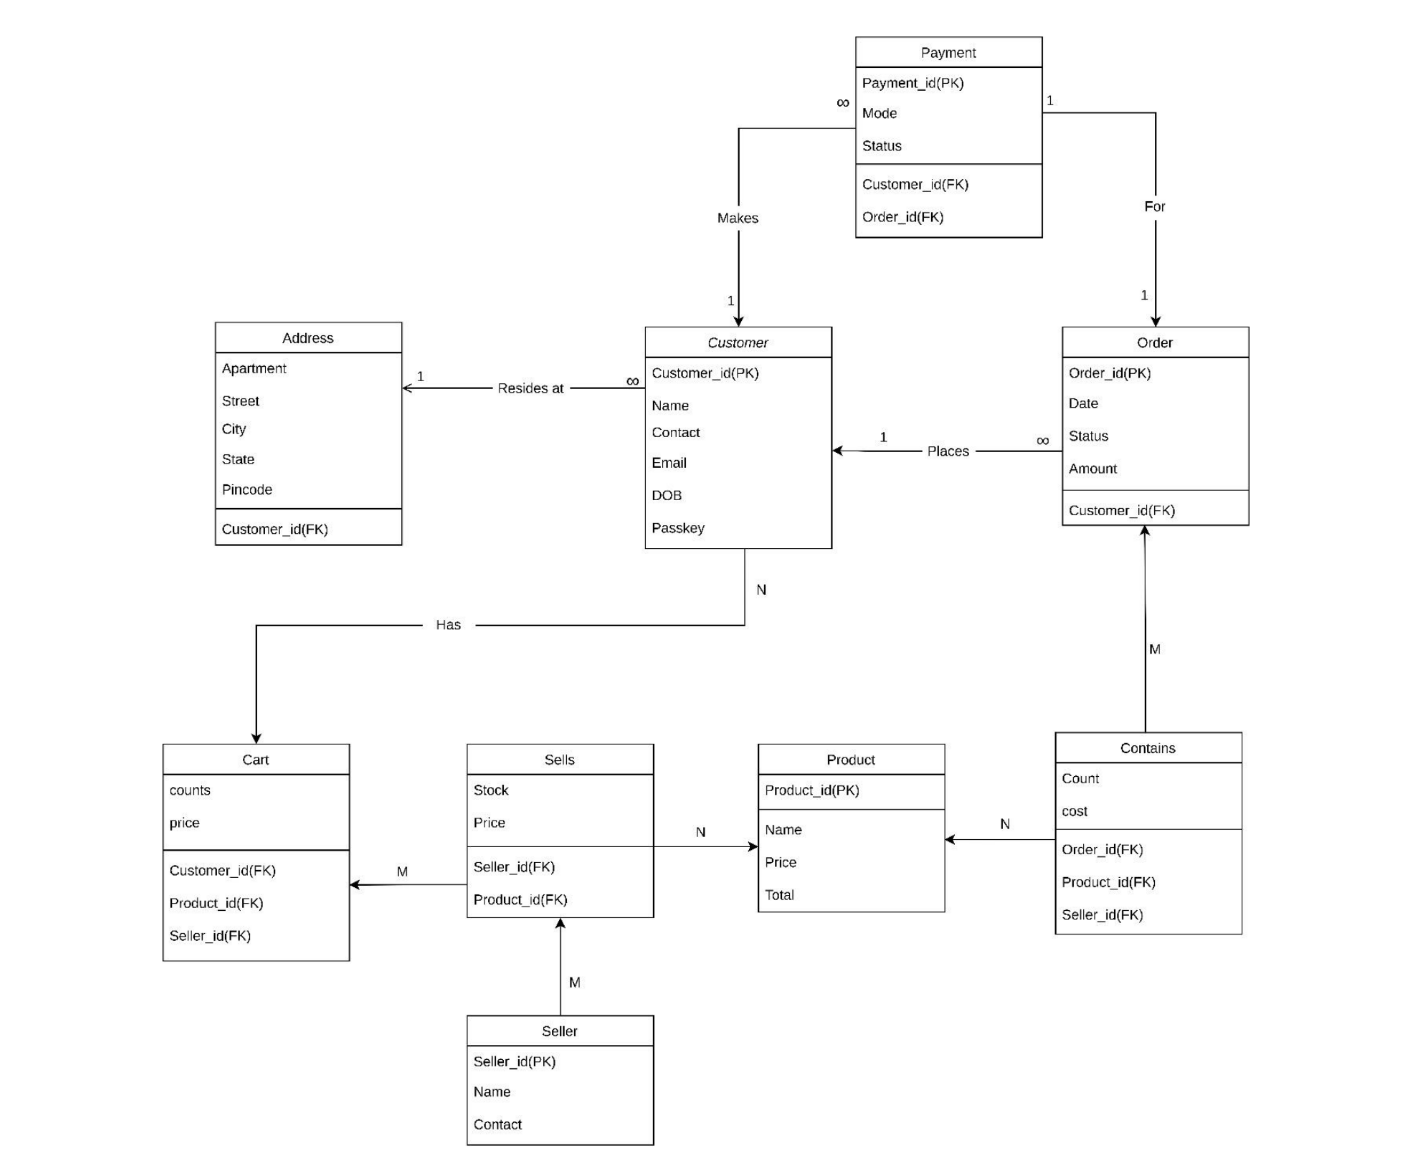 Payment
Payment_id(PK)
Mode
Status
Customer_id(FK)
Order_id(FK)
∞
1
Makes
For
1
1
Address
Apartment
Street
City
State
Pincode
Customer_id(FK)
1
Resides at
∞
Customer
Customer_id(PK)
Name
Contact
Email
DOB
Passkey
1
Places
∞
Order
Order_id(PK)
Date
Status
Amount
Customer_id(FK)
N
Has
M
Cart
counts
price
Customer_id(FK)
Product_id(FK)
Seller_id(FK)
M
Sells
Stock
Price
Seller_id(FK)
Product_id(FK)
N
Product
Product_id(PK)
Name
Price
Total
N
Contains
Count
cost
Order_id(FK)
Product_id(FK)
Seller_id(FK)
M
Seller
Seller_id(PK)
Name
Contact